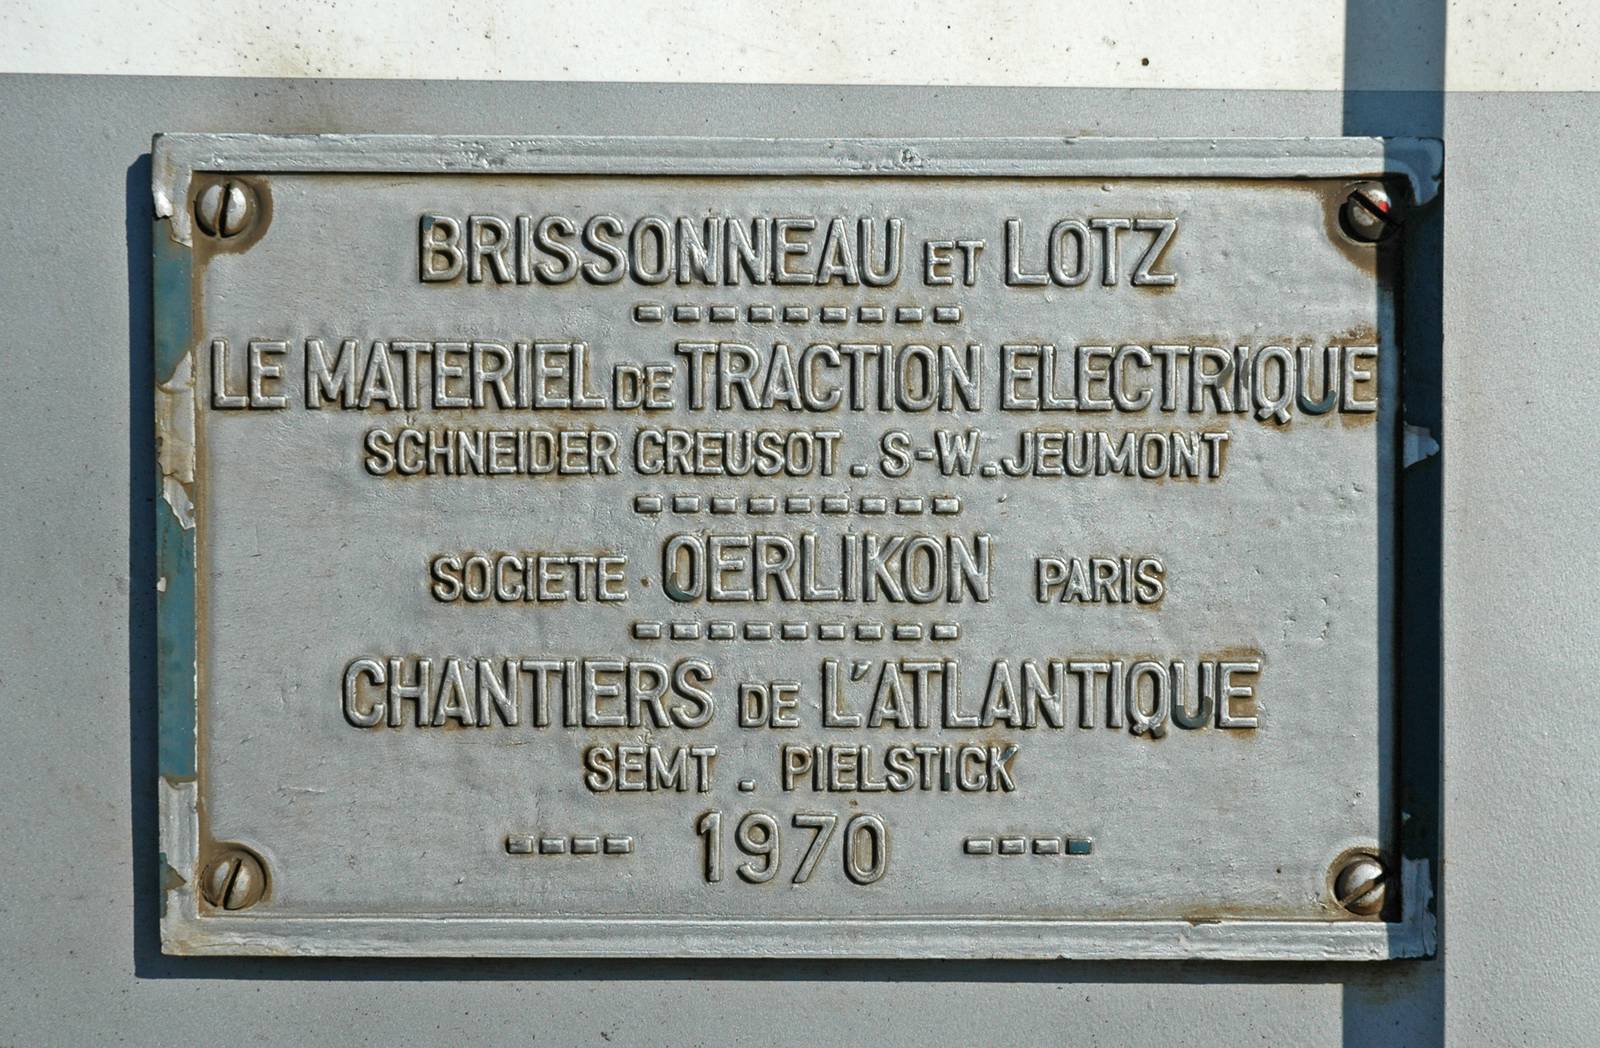 BRISSONNEAU ET LOTZ
LE MATERIEL DE TRACTION ELECTRIQUE
SCHNEIDER CREUSOT. S-W. JEUMONT
SOCIETE OERLIKON PARIS
CHANTIERS DE L'ATLANTIQUE
SEMT. PIELSTICK
---- 1970 ----